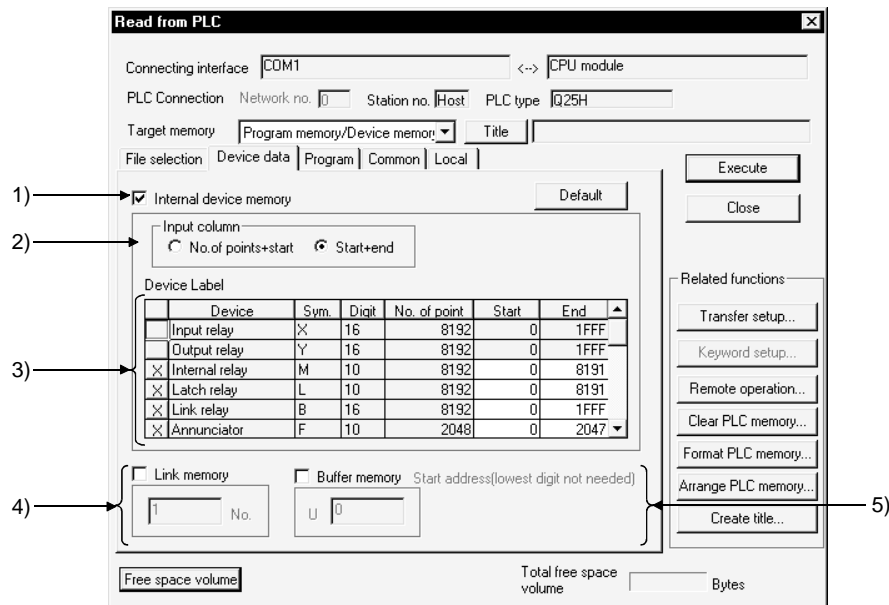 Read from PLC
Connecting interface COM1 <--> CPU module
PLC Connection Network no. 0 Station no. Host PLC type Q25H
Target memory Program memory/Device memory Title
File selection Device data Program Common Local
Execute
Close
1) Internal device memory Default
2) Input column
No.of points+start Start+end
Device Label
3)
Device Sym. Digit No. of point Start End
Input relay X 16 8192 0 1FFF
Output relay Y 16 8192 0 1FFF
X Internal relay M 10 8192 0 8191
X Latch relay L 10 8192 0 8191
X Link relay B 16 8192 0 1FFF
X Annunciator F 10 2048 0 2047
4) Link memory
1 No.
Buffer memory Start address(lowest digit not needed)
U 0
5)
Related functions
Transfer setup...
Keyword setup...
Remote operation...
Clear PLC memory...
Format PLC memory...
Arrange PLC memory...
Create title...
Free space volume
Total free space
volume Bytes